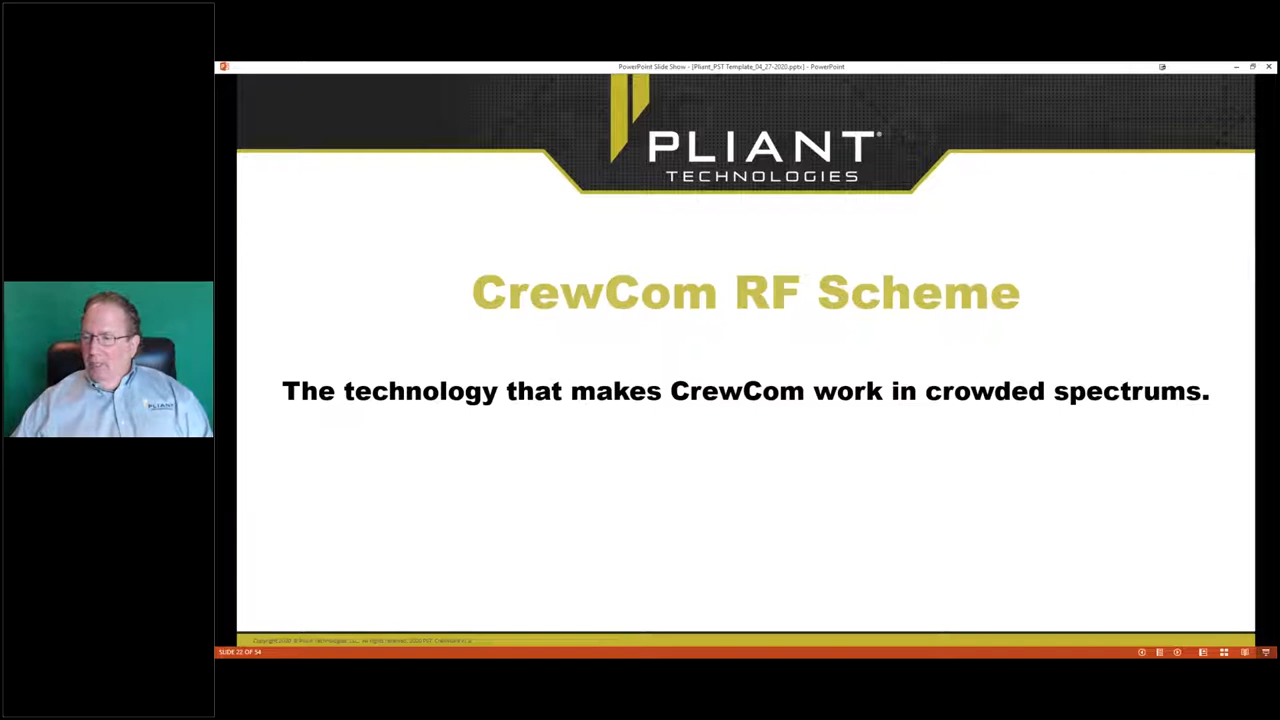 PowerPoint Slide Show - [Pliant_PST Template_04_27-2020.pptx] - PowerPoint
PLIANT®
TECHNOLOGIES
CrewCom RF Scheme
The technology that makes CrewCom work in crowded spectrums.
SLIDE 22 OF 54
PLIANT